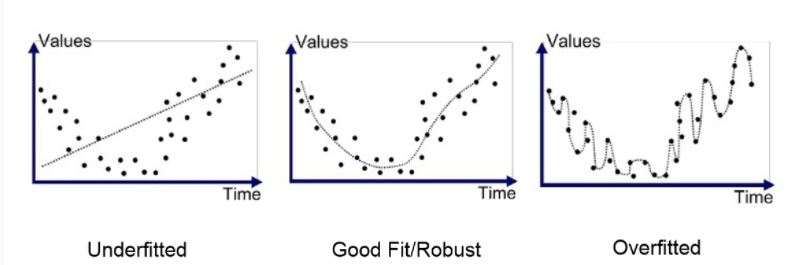 Values
Time
Underfitted
Values
Time
Good Fit/Robust
Values
Time
Overfitted